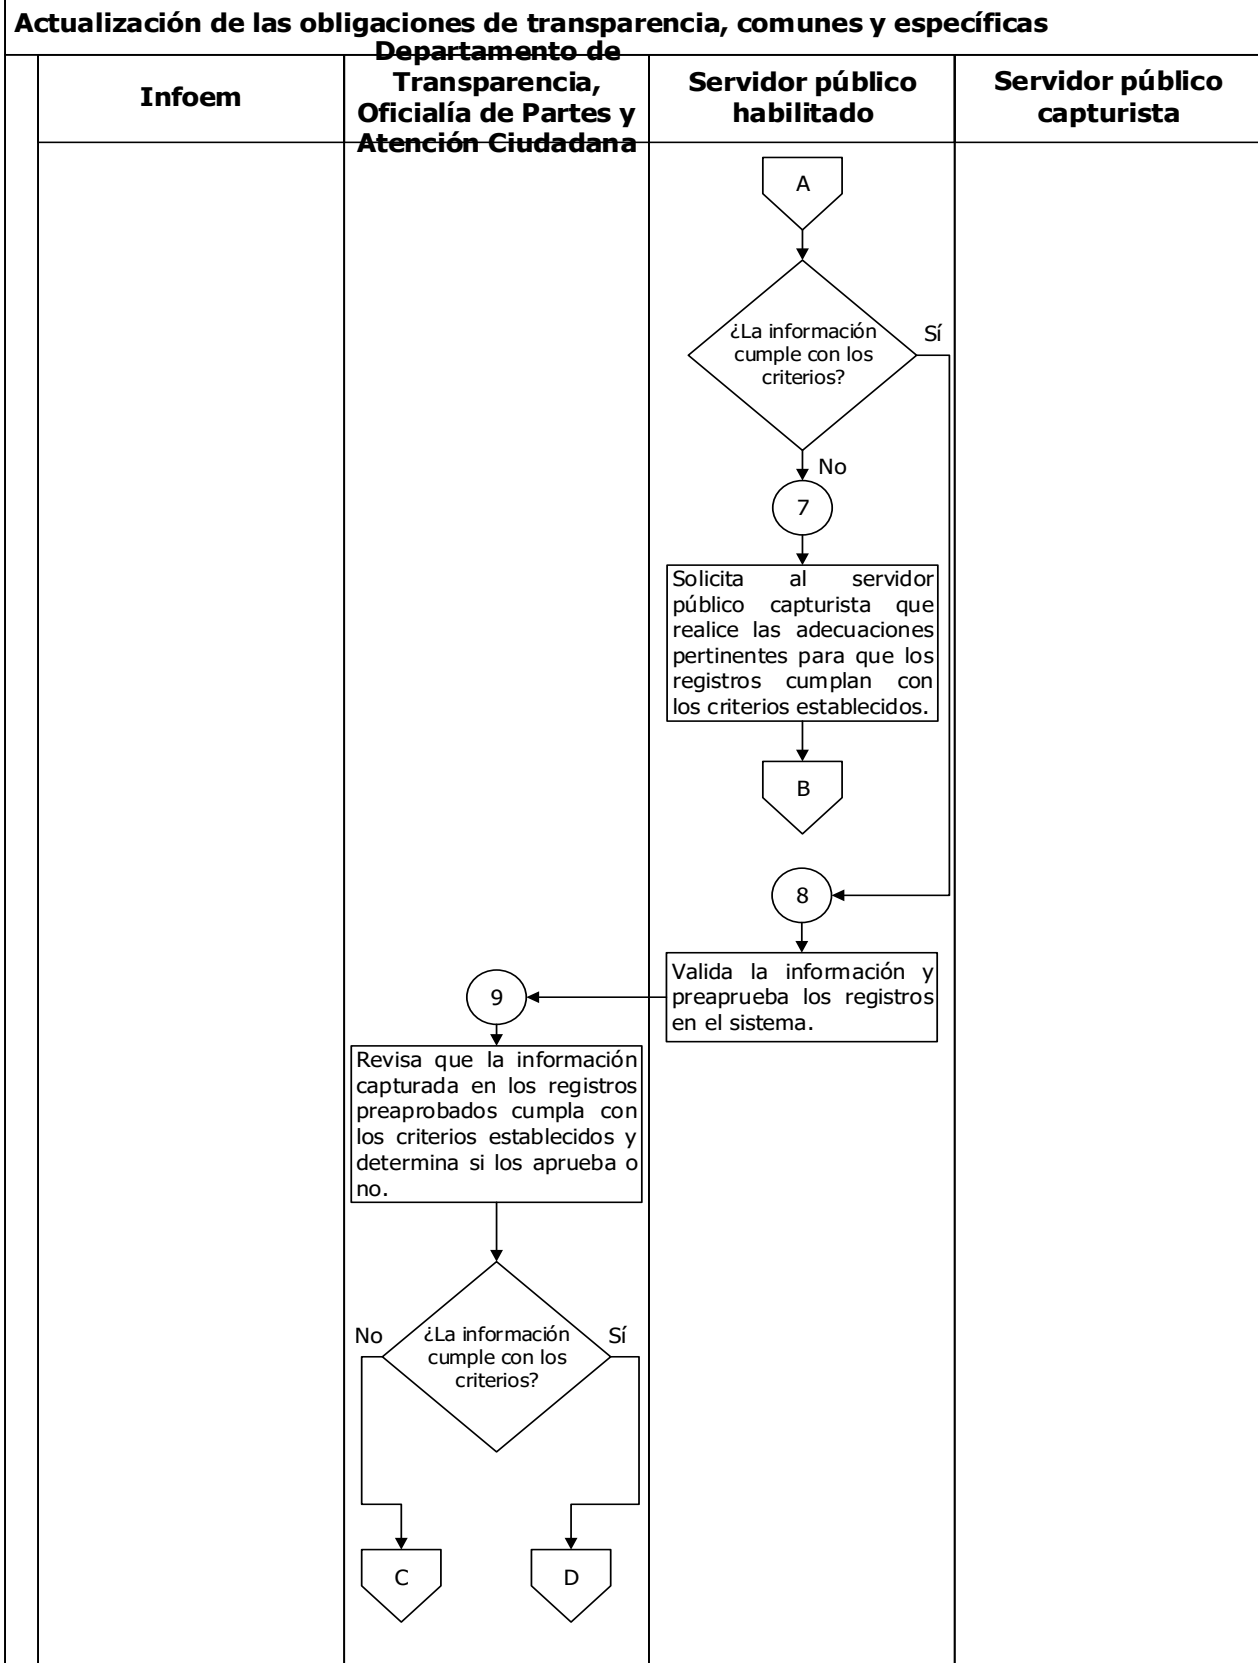 Actualización de las obligaciones de transparencia, comunes y específicas
Infoem
Departamento de
Transparencia,
Oficialía de Partes y
Atención Ciudadana
Servidor público
habilitado
Servidor público
capturista
A
¿La información
cumple con los
criterios?
Sí
No
7
Solicita al servidor
público capturista que
realice las adecuaciones
pertinentes para que los
registros cumplan con
los criterios establecidos.
B
8
Valida la información y
preaprueba los registros
en el sistema.
9
Revisa que la información
capturada en los registros
preaprobados cumpla con
los criterios establecidos y
determina si los aprueba o
no.
No
¿La información
cumple con los
criterios?
Sí
C
D